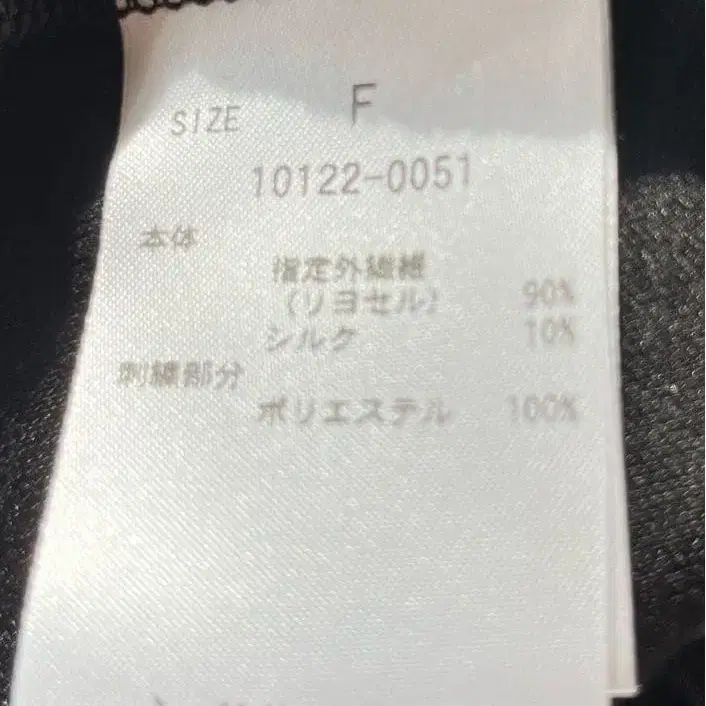 SIZE F
10122-0051
本体
指定外繊維
(リヨセル) 90%
シルク 10%
刺繍部分
ポリエステル 100%